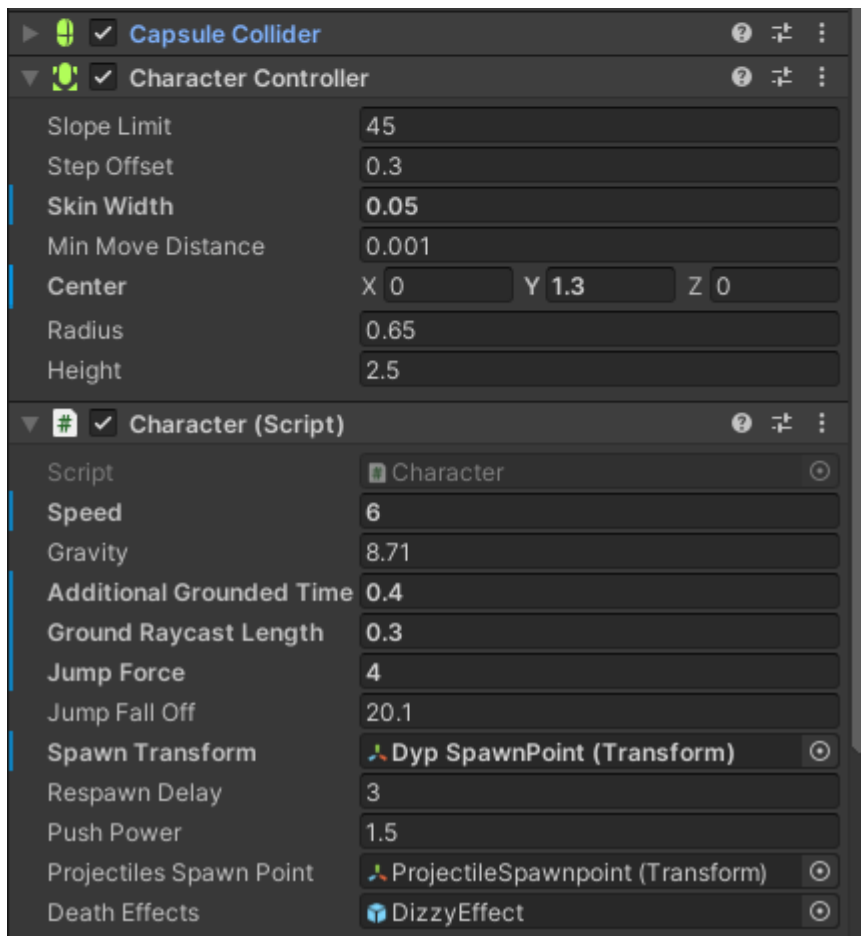 Capsule Collider
Character Controller
Slope Limit 45
Step Offset 0.3
Skin Width 0.05
Min Move Distance 0.001
Center X 0 Y 1.3 Z 0
Radius 0.65
Height 2.5
# Character (Script)
Script # Character
Speed 6
Gravity 8.71
Additional Grounded Time 0.4
Ground Raycast Length 0.3
Jump Force 4
Jump Fall Off 20.1
Spawn Transform Dyp SpawnPoint (Transform)
Respawn Delay 3
Push Power 1.5
Projectiles Spawn Point ProjectileSpawnpoint (Transform)
Death Effects DizzyEffect